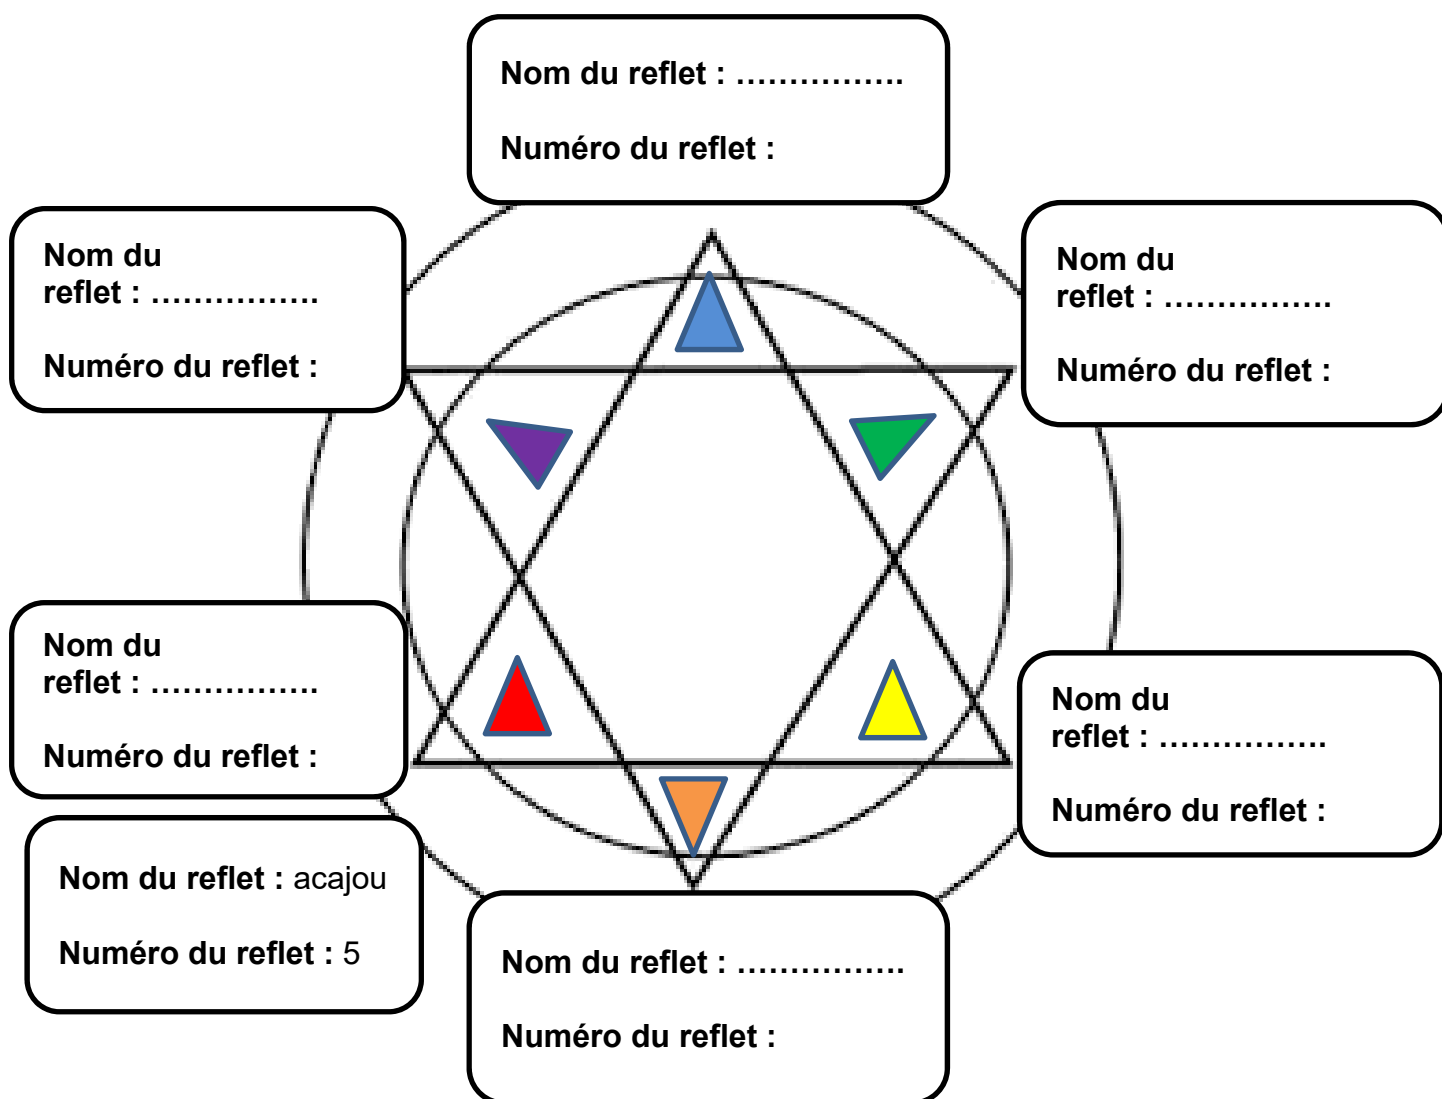 Nom du reflet : …………….
Numéro du reflet :
Nom du
reflet : …………….
Numéro du reflet :
Nom du
reflet : …………….
Numéro du reflet :
Nom du
reflet : …………….
Numéro du reflet :
Nom du
reflet : …………….
Numéro du reflet :
Nom du reflet : acajou
Numéro du reflet : 5
Nom du reflet : …………….
Numéro du reflet :